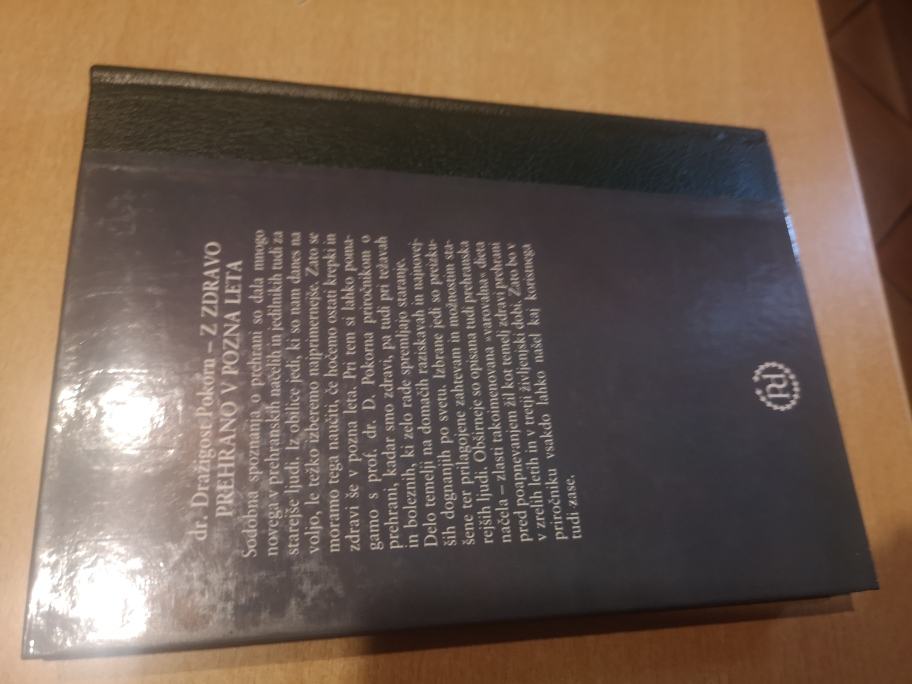 dr. Dražigost Pokorn – Z ZDRAVO
PREHRANO V POZNA LETA
Sodobna spoznanja o prehrani so dala mnogo
novega v prehranskih načelih in jedilnikih tudi za
starejše ljudi. Iz obilice jedi, ki so nam danes na
voljo, le težko izberemo najprimernejše. Zato se
moramo tega naučiti, če hočemo ostati krepki in
zdravi še v pozna leta. Pri tem si lahko poma-
gamo s prof. dr. D. Pokorna priročnikom o
prehrani, kadar smo zdravi, pa tudi pri težavah
in boleznih, ki zelo rade spremljajo staranje.
Delo temelji na domačih raziskavah in najnovej-
ših dognanjih po svetu. Izbrane jedi so preizku-
šene ter prilagojene zahtevam in možnostim sta-
rejših ljudi. Obširneje so opisana tudi prehranska
načela – zlasti takoimenovana »varovalna« dieta
pred poapnevanjem žil kot temelj zdravi prehrani
v zrelih letih in v tretji življenjski dobi. Zato bo v
priročniku vsakdo lahko našel kaj koristnega
tudi zase.